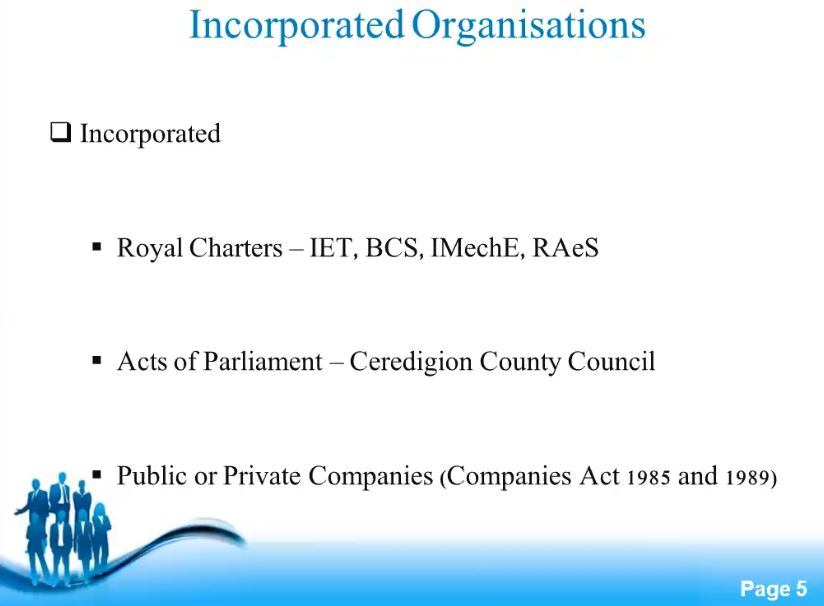 Incorporated Organisations
❑ Incorporated
▪ Royal Charters – IET, BCS, IMechE, RAeS
▪ Acts of Parliament – Ceredigion County Council
▪ Public or Private Companies (Companies Act 1985 and 1989)
Page 5